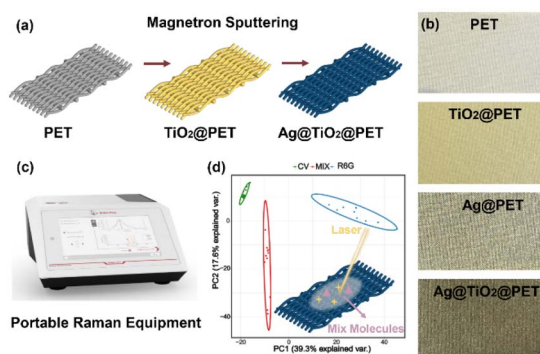 (a)
Magnetron Sputtering
PET
TiO₂@PET
Ag@TiO₂@PET
(b)
PET
TiO₂@PET
Ag@PET
Ag@TiO₂@PET
(c)
Portable Raman Equipment
(d)
CV MIX R6G
0
-20
-40
PC2 (17.6% explained var.)
Laser
Mix Molecules
-20 0 20 40
PC1 (39.3% explained var.)